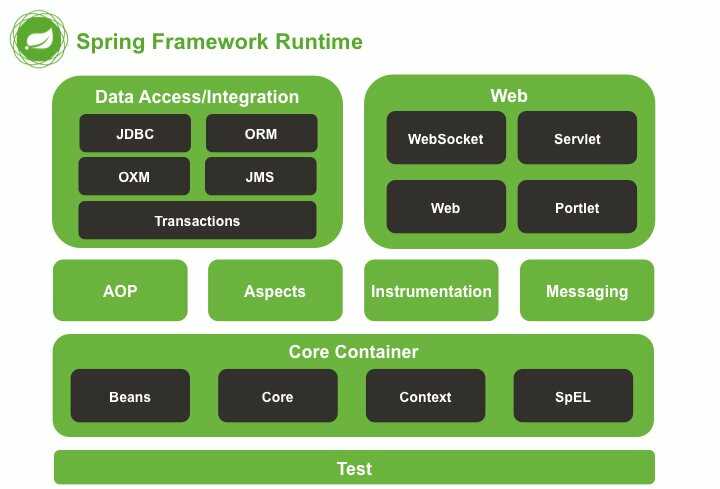 Spring Framework Runtime
Data Access/Integration
JDBC
ORM
OXM
JMS
Transactions
Web
WebSocket
Servlet
Web
Portlet
AOP
Aspects
Instrumentation
Messaging
Core Container
Beans
Core
Context
SpEL
Test